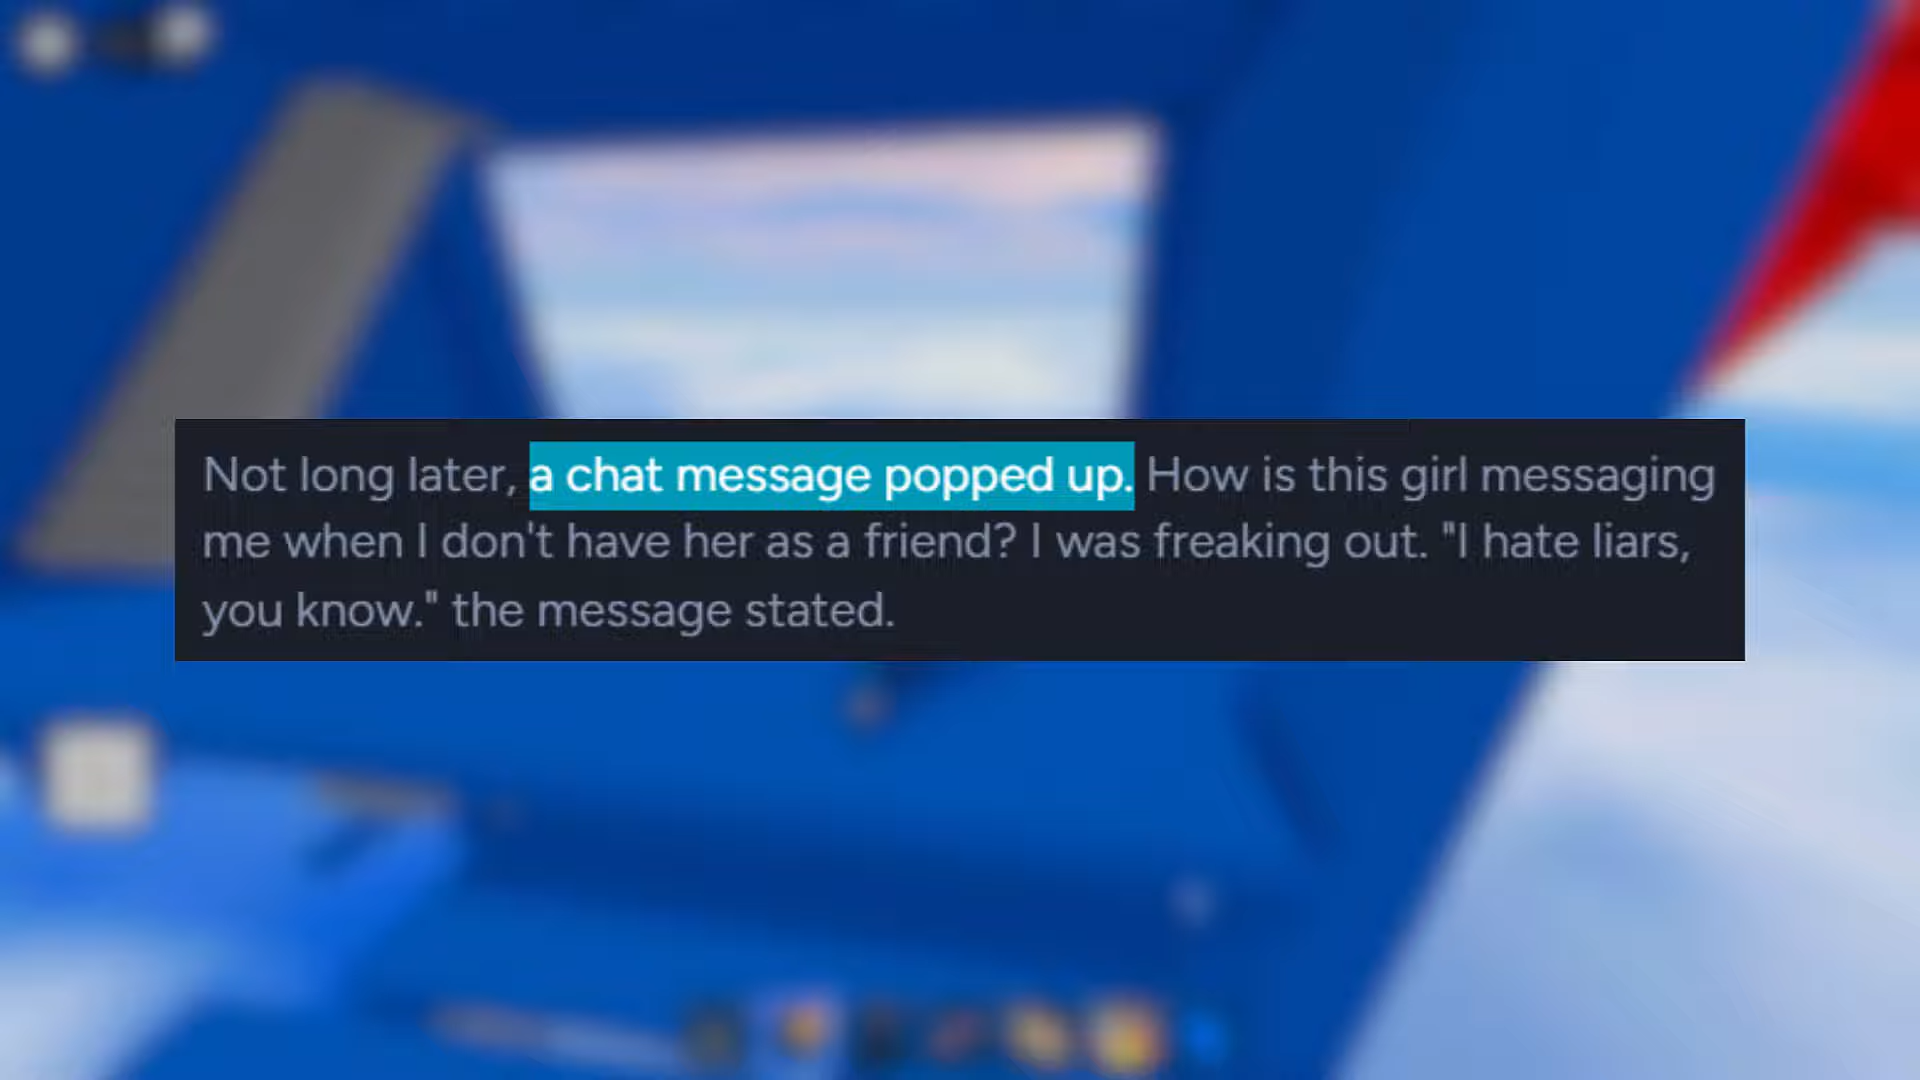 Not long later, a chat message popped up. How is this girl messaging
me when I don't have her as a friend? I was freaking out. "I hate liars,
you know." the message stated.